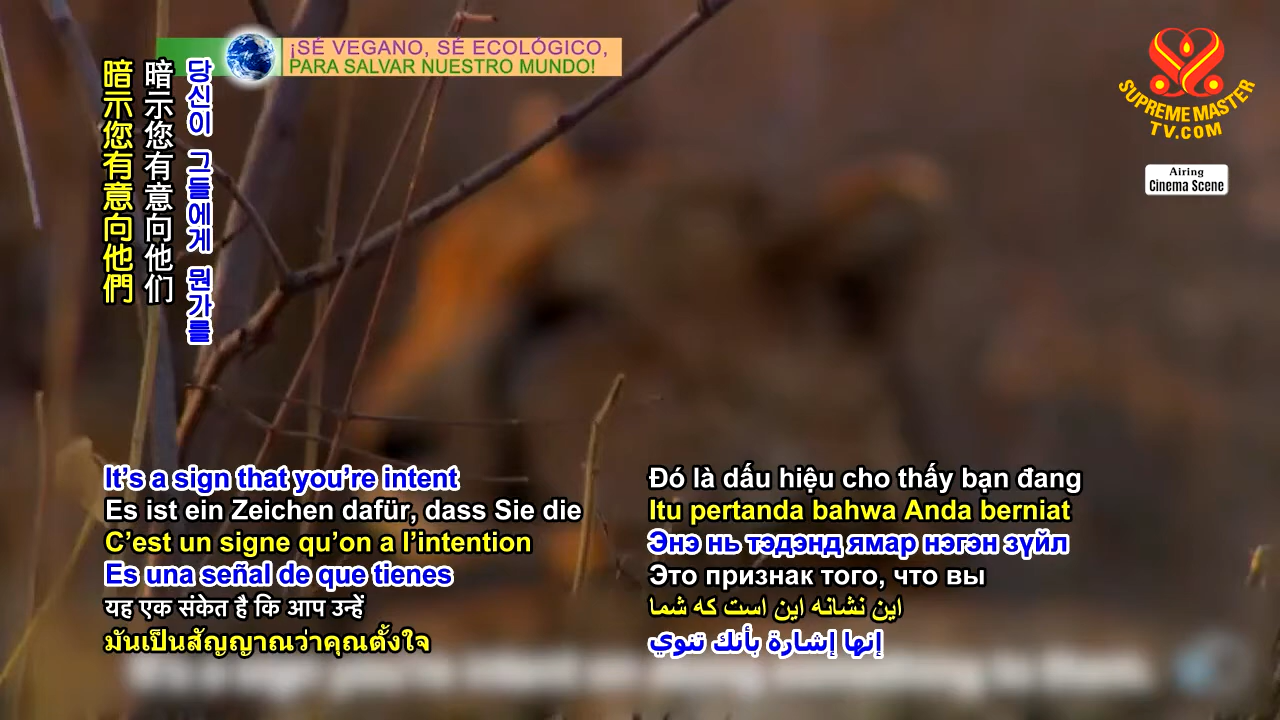 ¡SÉ VEGANO, SÉ ECOLÓGICO,
PARA SALVAR NUESTRO MUNDO!
SUPREME MASTER
TV.COM
Airing
Cinema Scene
당신이 그들에게 뭔가를
暗示您有意向他们
暗示您有意向他們
It's a sign that you're intent
Es ist ein Zeichen dafür, dass Sie die
C'est un signe qu'on a l'intention
Es una señal de que tienes
यह एक संकेत है कि आप उन्हें
มันเป็นสัญญาณว่าคุณตั้งใจ
Đó là dấu hiệu cho thấy bạn đang
Itu pertanda bahwa Anda berniat
Энэ нь тэдэнд ямар нэгэн зүйл
Это признак того, что вы
این نشانه این است که شما
إنها إشارة بأنك تنوي